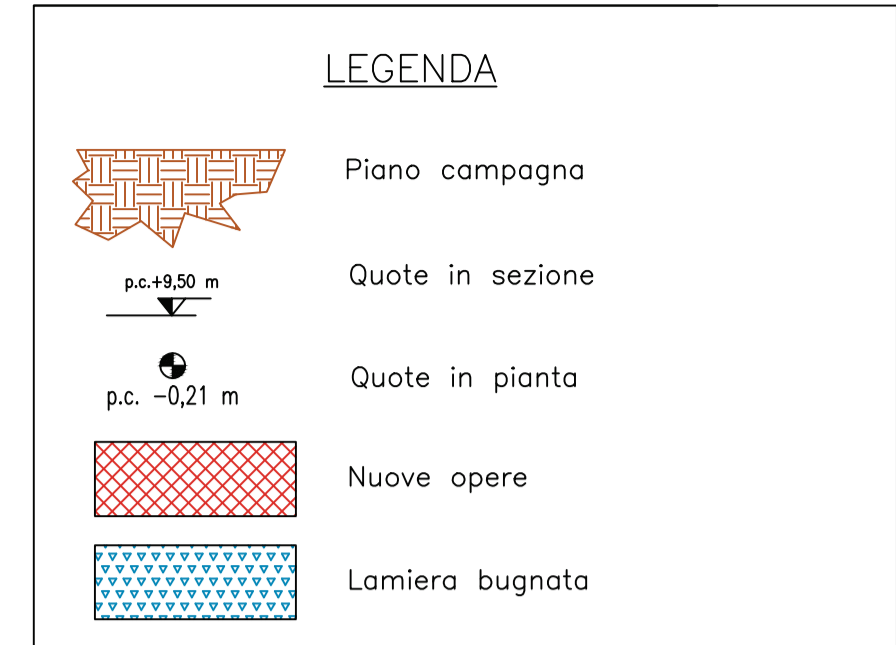 LEGENDA
Piano campagna
p.c.+9,50 m
Quote in sezione
p.c. -0,21 m
Quote in pianta
Nuove opere
Lamiera bugnata